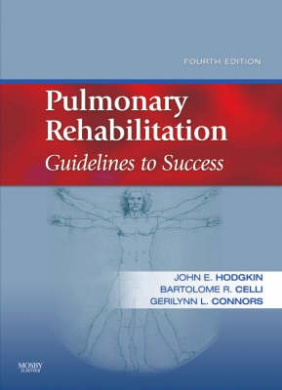 FOURTH EDITION
Pulmonary
Rehabilitation
Guidelines to Success
JOHN E. HODGKIN
BARTOLOME R. CELLI
GERILYNN L. CONNORS
MOSBY
ELSEVIER